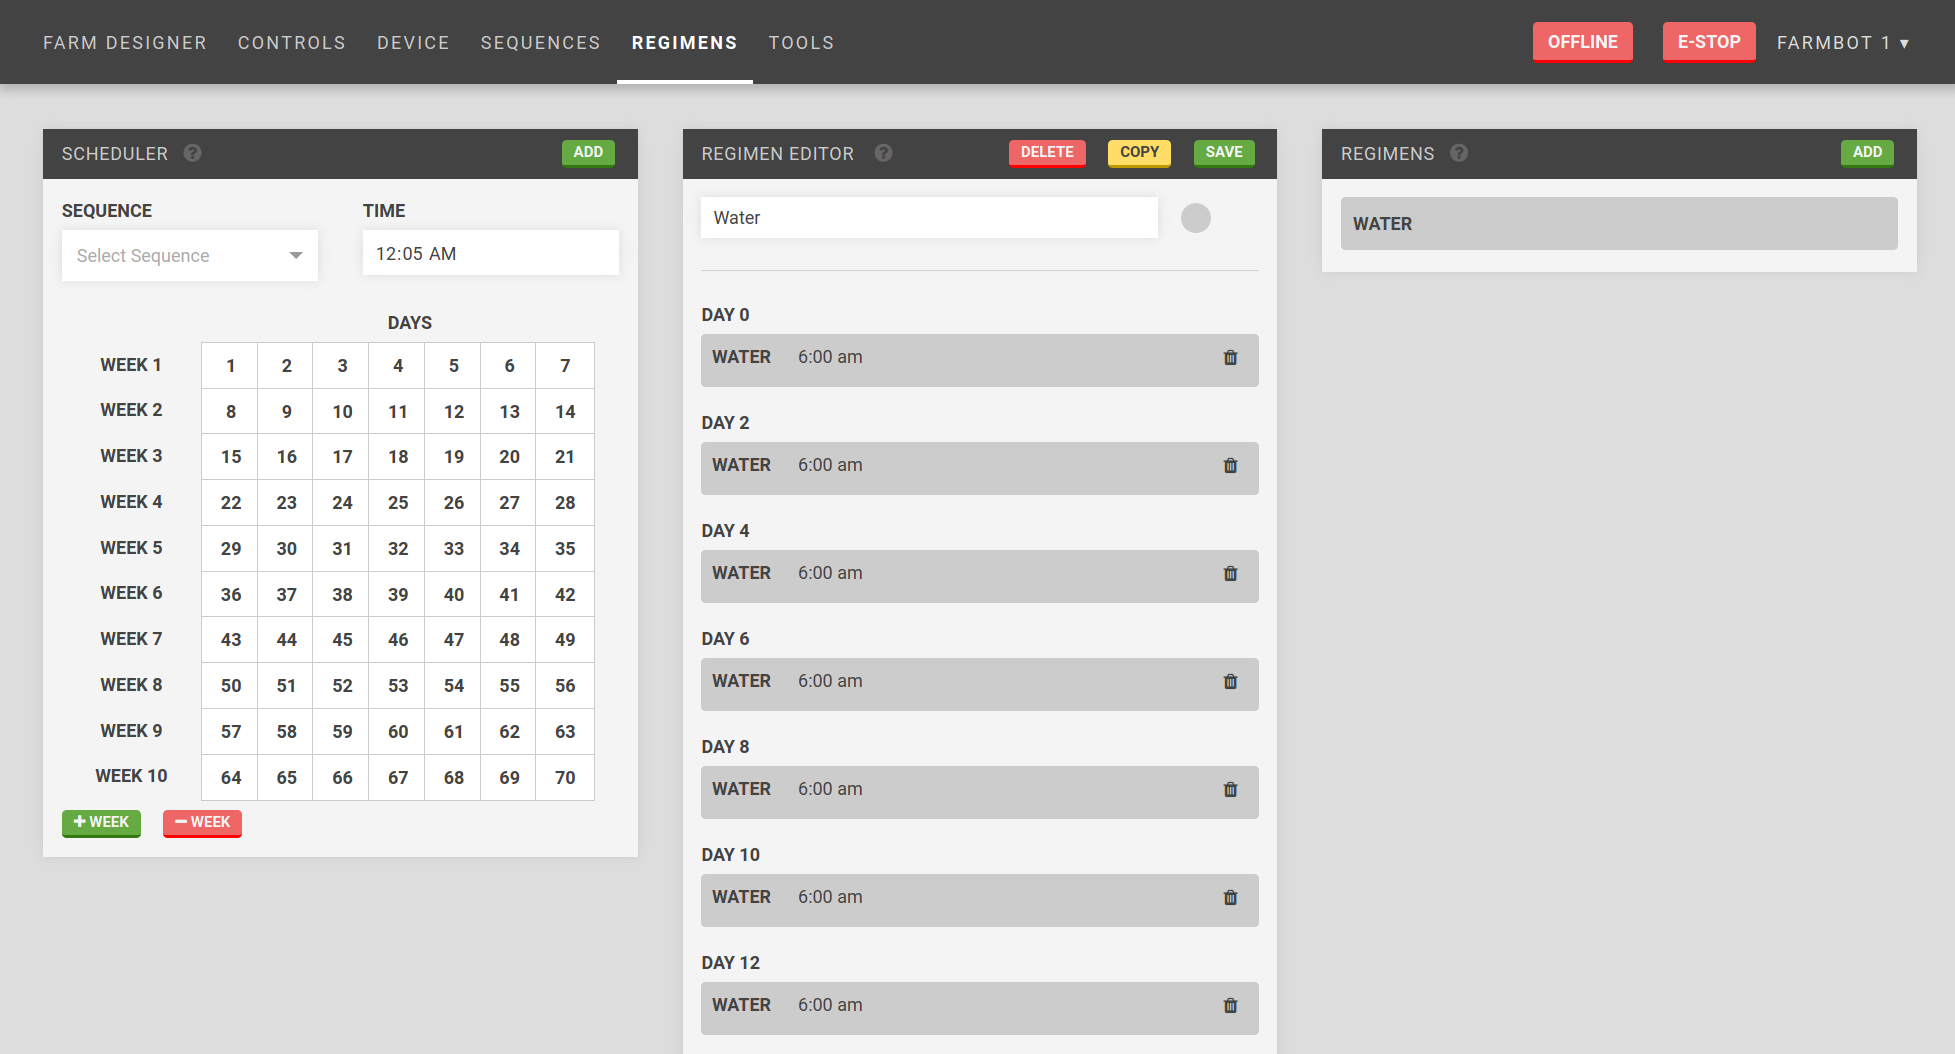 FARM DESIGNER CONTROLS DEVICE SEQUENCES REGIMENS TOOLS OFFLINE E-STOP FARMBOT 1 ▾
SCHEDULER ? ADD
SEQUENCE TIME
Select Sequence 12:05 AM
DAYS
WEEK 1 1 2 3 4 5 6 7
WEEK 2 8 9 10 11 12 13 14
WEEK 3 15 16 17 18 19 20 21
WEEK 4 22 23 24 25 26 27 28
WEEK 5 29 30 31 32 33 34 35
WEEK 6 36 37 38 39 40 41 42
WEEK 7 43 44 45 46 47 48 49
WEEK 8 50 51 52 53 54 55 56
WEEK 9 57 58 59 60 61 62 63
WEEK 10 64 65 66 67 68 69 70
+ WEEK − WEEK
REGIMEN EDITOR ? DELETE COPY SAVE
Water
DAY 0
WATER 6:00 am
DAY 2
WATER 6:00 am
DAY 4
WATER 6:00 am
DAY 6
WATER 6:00 am
DAY 8
WATER 6:00 am
DAY 10
WATER 6:00 am
DAY 12
WATER 6:00 am
REGIMENS ? ADD
WATER